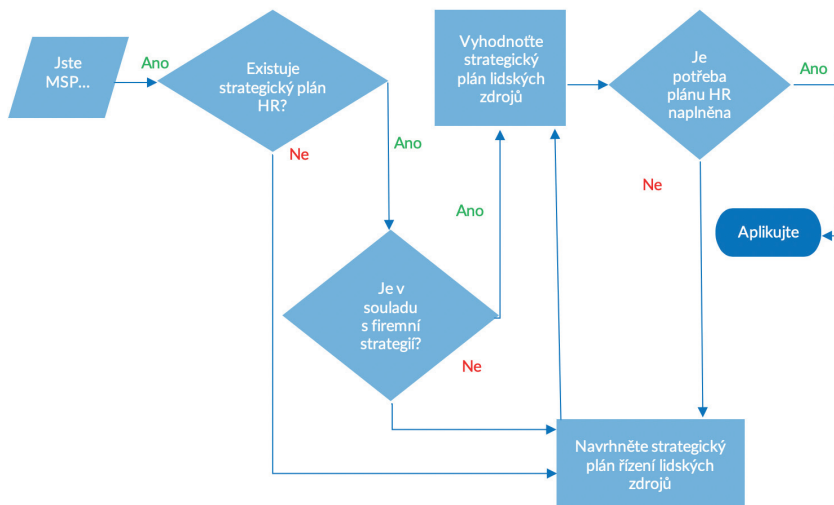 Jste
MSP...
Ano
Existuje
strategický plán
HR?
Ne
Ano
Je v
souladu
s firemní
strategií?
Ano
Ne
Vyhodnoťte
strategický
plán lidských
zdrojů
Je
potřeba
plánu HR
naplněna
Ano
Ne
Aplikujte
Navrhněte strategický
plán řízení lidských
zdrojů